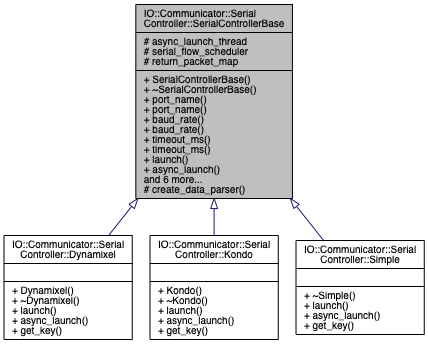 IO::Communicator::Serial
Controller::SerialControllerBase
# async_launch_thread
# serial_flow_scheduler
# return_packet_map
+ SerialControllerBase()
+ ~SerialControllerBase()
+ port_name()
+ port_name()
+ baud_rate()
+ baud_rate()
+ timeout_ms()
+ timeout_ms()
+ launch()
+ async_launch()
and 6 more...
# create_data_parser()
IO::Communicator::Serial
Controller::Dynamixel
+ Dynamixel()
+ ~Dynamixel()
+ launch()
+ async_launch()
+ get_key()
IO::Communicator::Serial
Controller::Kondo
+ Kondo()
+ ~Kondo()
+ launch()
+ async_launch()
+ get_key()
IO::Communicator::Serial
Controller::Simple
+ ~Simple()
+ launch()
+ async_launch()
+ get_key()